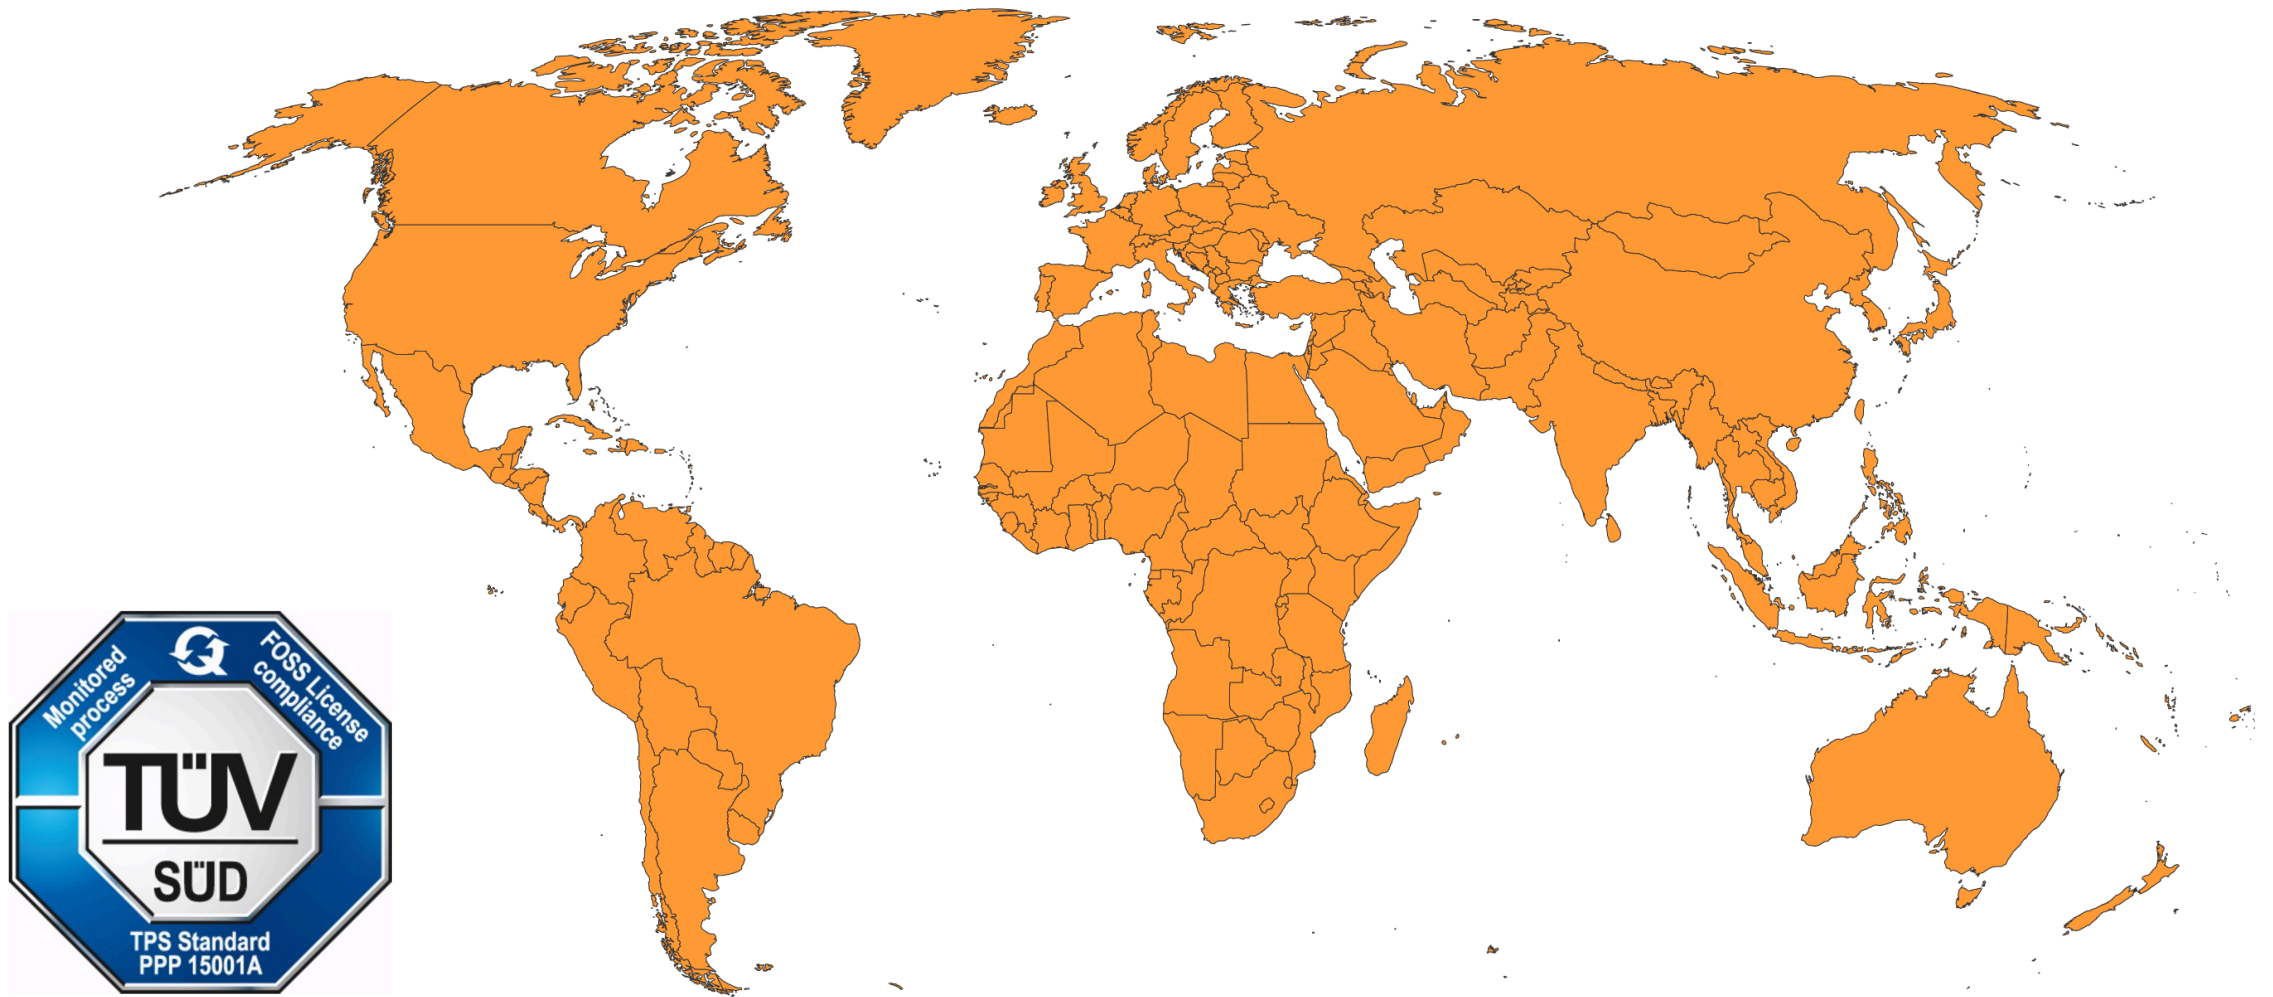 Monitored
process
FOSS License
compliance
TÜV
SÜD
TPS Standard
PPP 15001A